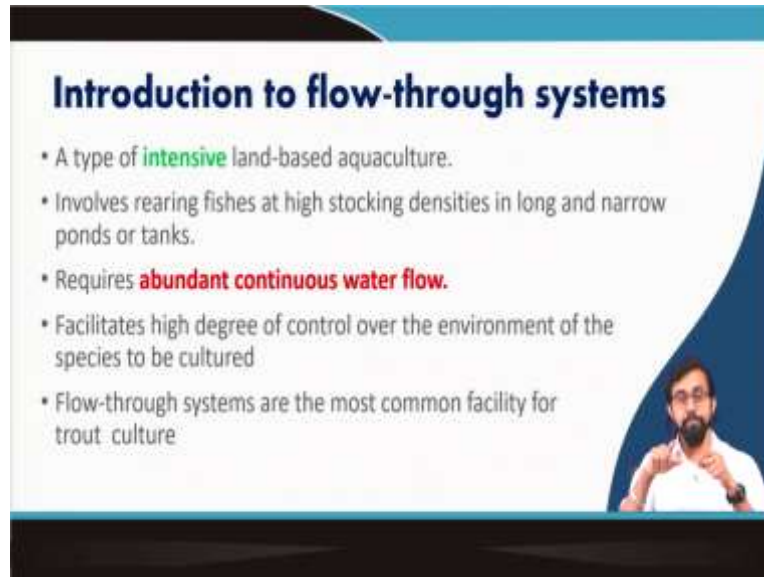 Introduction to flow-through systems
• A type of intensive land-based aquaculture.
• Involves rearing fishes at high stocking densities in long and narrow
ponds or tanks.
• Requires abundant continuous water flow.
• Facilitates high degree of control over the environment of the
species to be cultured
• Flow-through systems are the most common facility for
trout culture